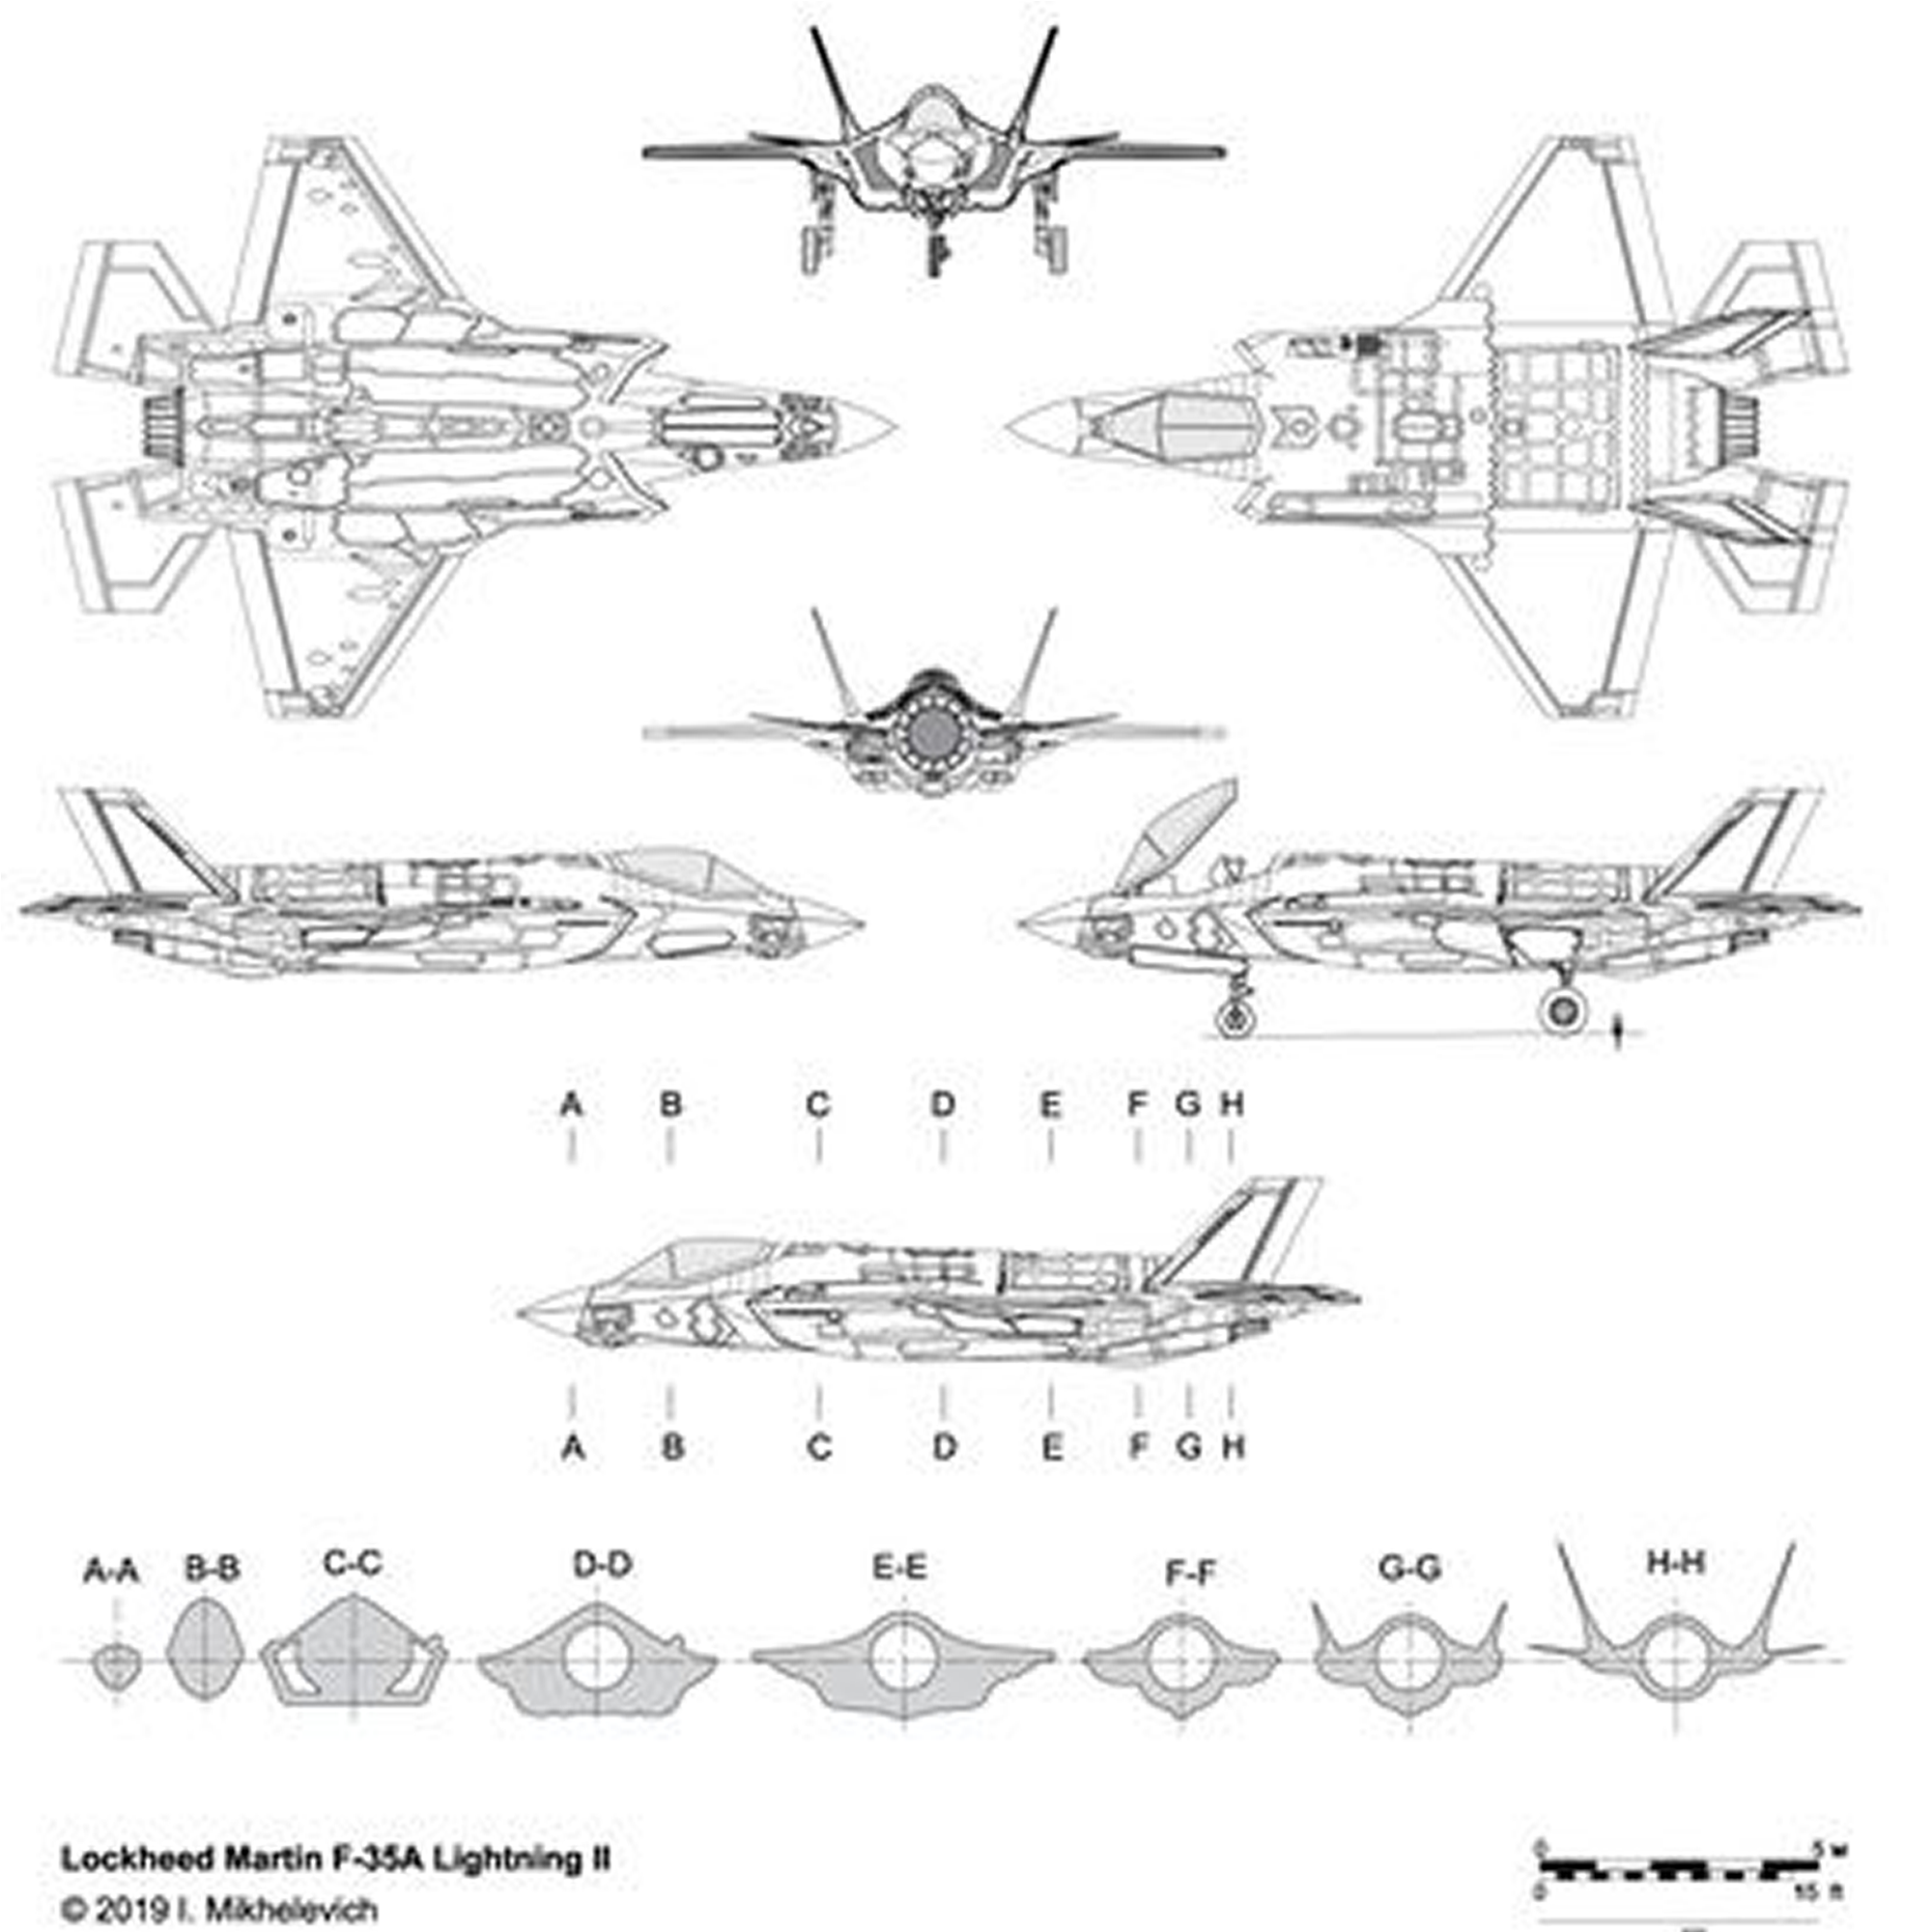 A B C D E F G H
A B C D E F G H
A-A B-B C-C D-D E-E F-F G-G H-H
Lockheed Martin F-35A Lightning II
© 2019 I. Mikhelevich
0 5 м
0 15 ft